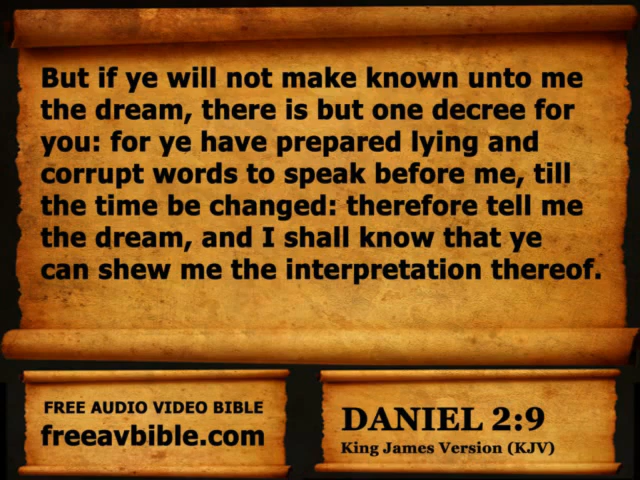 But if ye will not make known unto me
the dream, there is but one decree for
you: for ye have prepared lying and
corrupt words to speak before me, till
the time be changed: therefore tell me
the dream, and I shall know that ye
can shew me the interpretation thereof.
FREE AUDIO VIDEO BIBLE
freeavbible.com
DANIEL 2:9
King James Version (KJV)